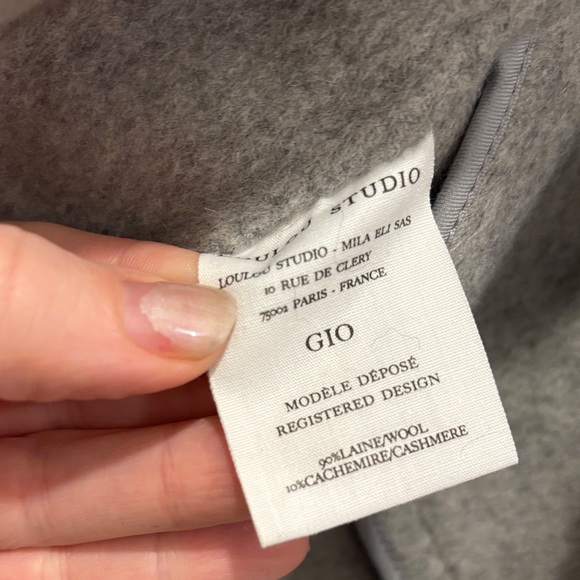 LOULOU STUDIO
LOULOU STUDIO - MILA ELI SAS
10 RUE DE CLERY
75002 PARIS - FRANCE
GIO
MODÈLE DÉPOSÉ
REGISTERED DESIGN
90%LAINE/WOOL
10%CACHEMIRE/CASHMERE